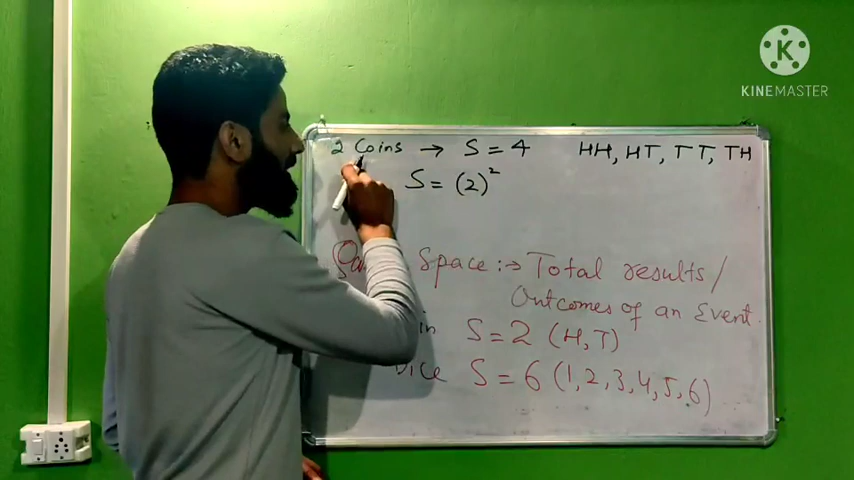 KINEMASTER
2 Coins → S = 4 HH, HT, TT, TH
S = (2)²
Space :→ Total results /
Outcomes of an Event.
S = 2 (H, T)
Dice S = 6 (1, 2, 3, 4, 5, 6)